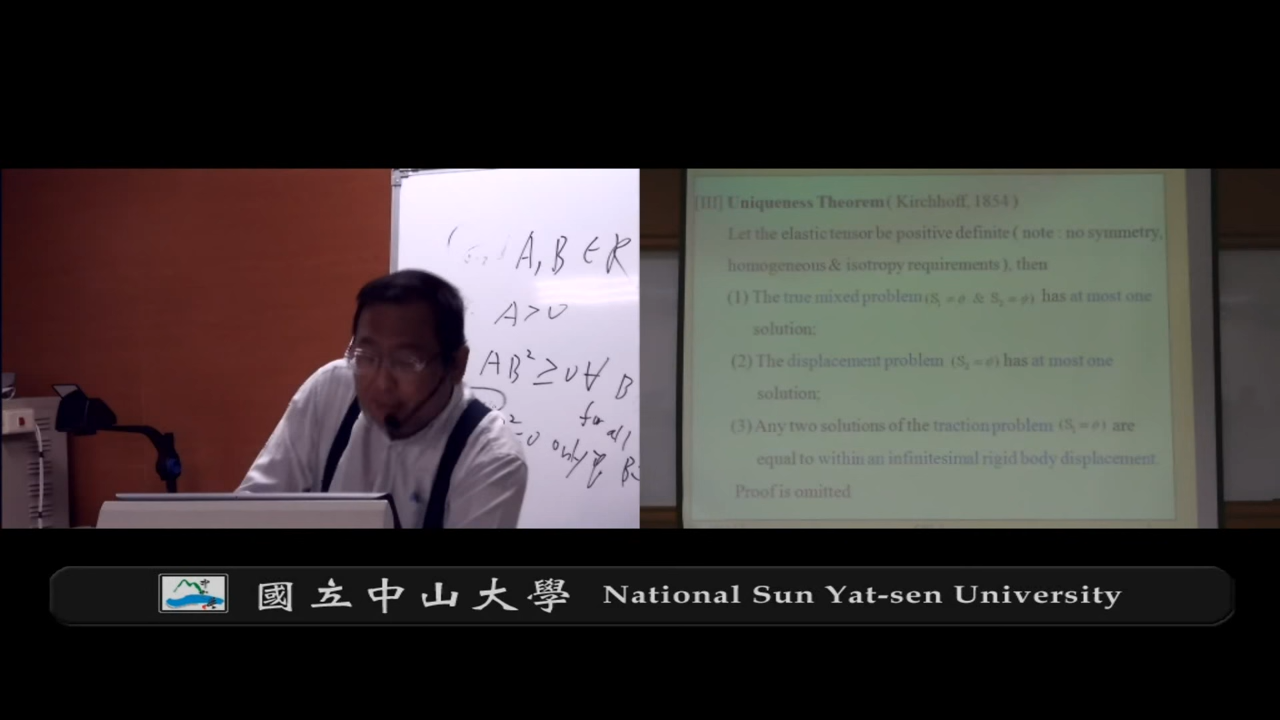 A, B ∈ R
A > 0
AB² ≥ 0 ∀ B
for all
=0 only if B=
[III] Uniqueness Theorem ( Kirchhoff, 1854 )
Let the elastic tensor be positive definite ( note : no symmetry,
homogeneous & isotropy requirements ), then
(1) The true mixed problem has at most one
solution;
(2) The displacement problem has at most one
solution;
(3) Any two solutions of the traction problem are
equal to within an infinitesimal rigid body displacement.
Proof is omitted
國立中山大學 National Sun Yat-sen University